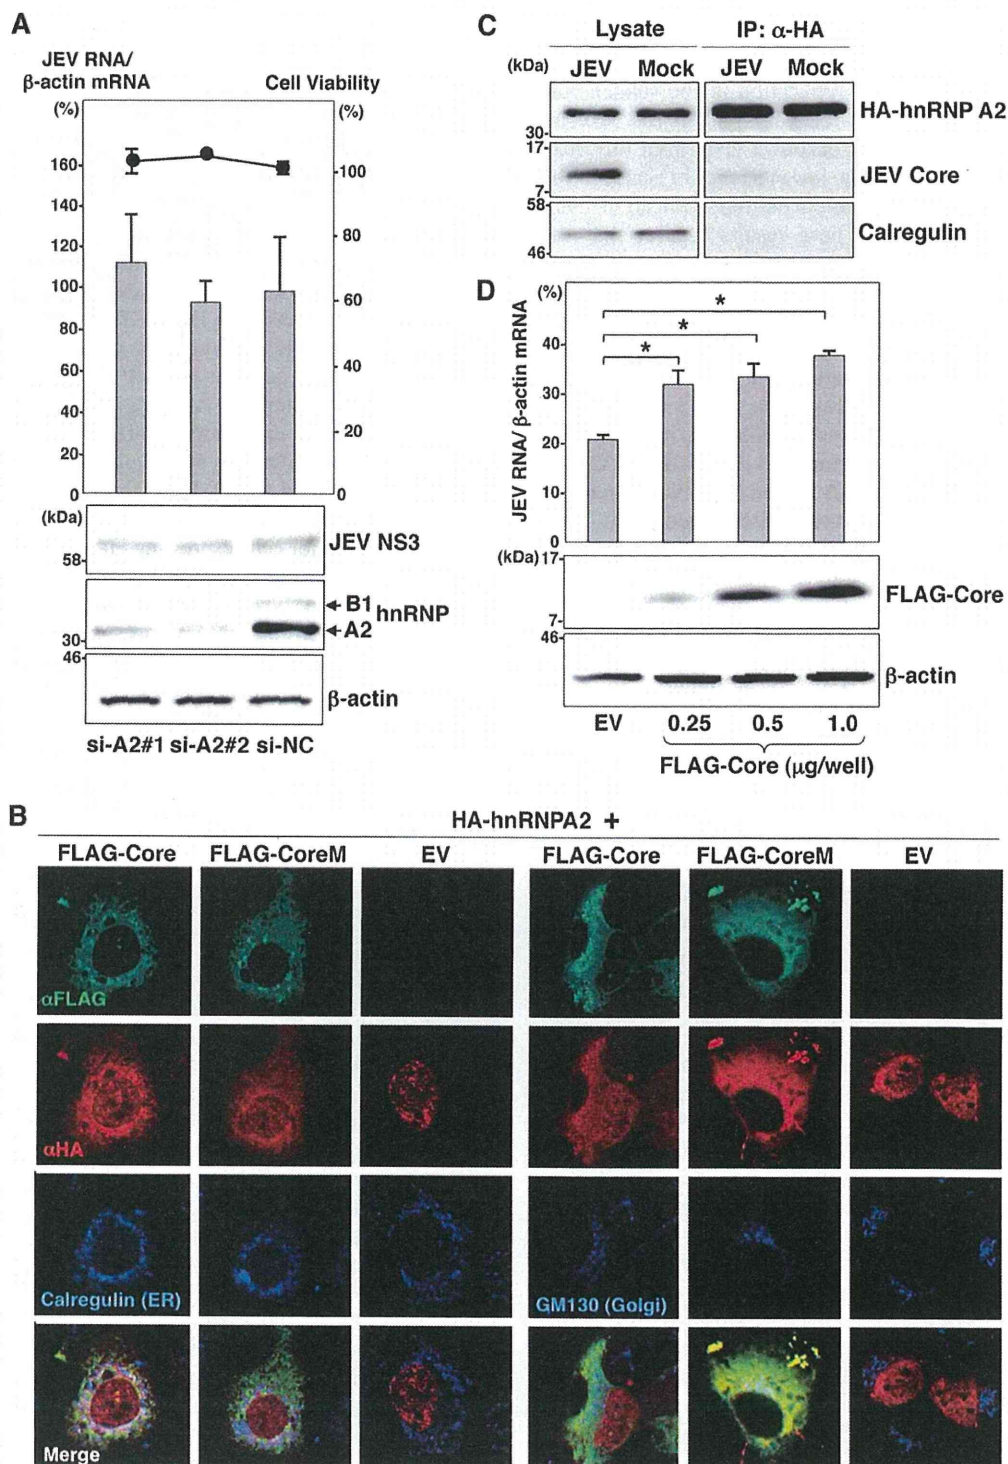 A
JEV RNA/
β-actin mRNA
Cell Viability
(%)
(%)
160
140
120
100
80
60
40
20
0
100
80
60
40
20
0
(kDa)
58
JEV NS3
30
B1
A2
hnRNP
46
β-actin
si-A2#1 si-A2#2 si-NC
C
Lysate
IP: α-HA
(kDa)
JEV
Mock
JEV
Mock
30
HA-hnRNP A2
17
7
JEV Core
58
46
Calregulin
D
(%)
JEV RNA/ β-actin mRNA
40
30
20
10
0
*
*
*
(kDa)
17
7
FLAG-Core
46
β-actin
EV
0.25
0.5
1.0
FLAG-Core (μg/well)
B
HA-hnRNPA2 +
FLAG-Core
FLAG-CoreM
EV
FLAG-Core
FLAG-CoreM
EV
αFLAG
αHA
Calregulin (ER)
GM130 (Golgi)
Merge